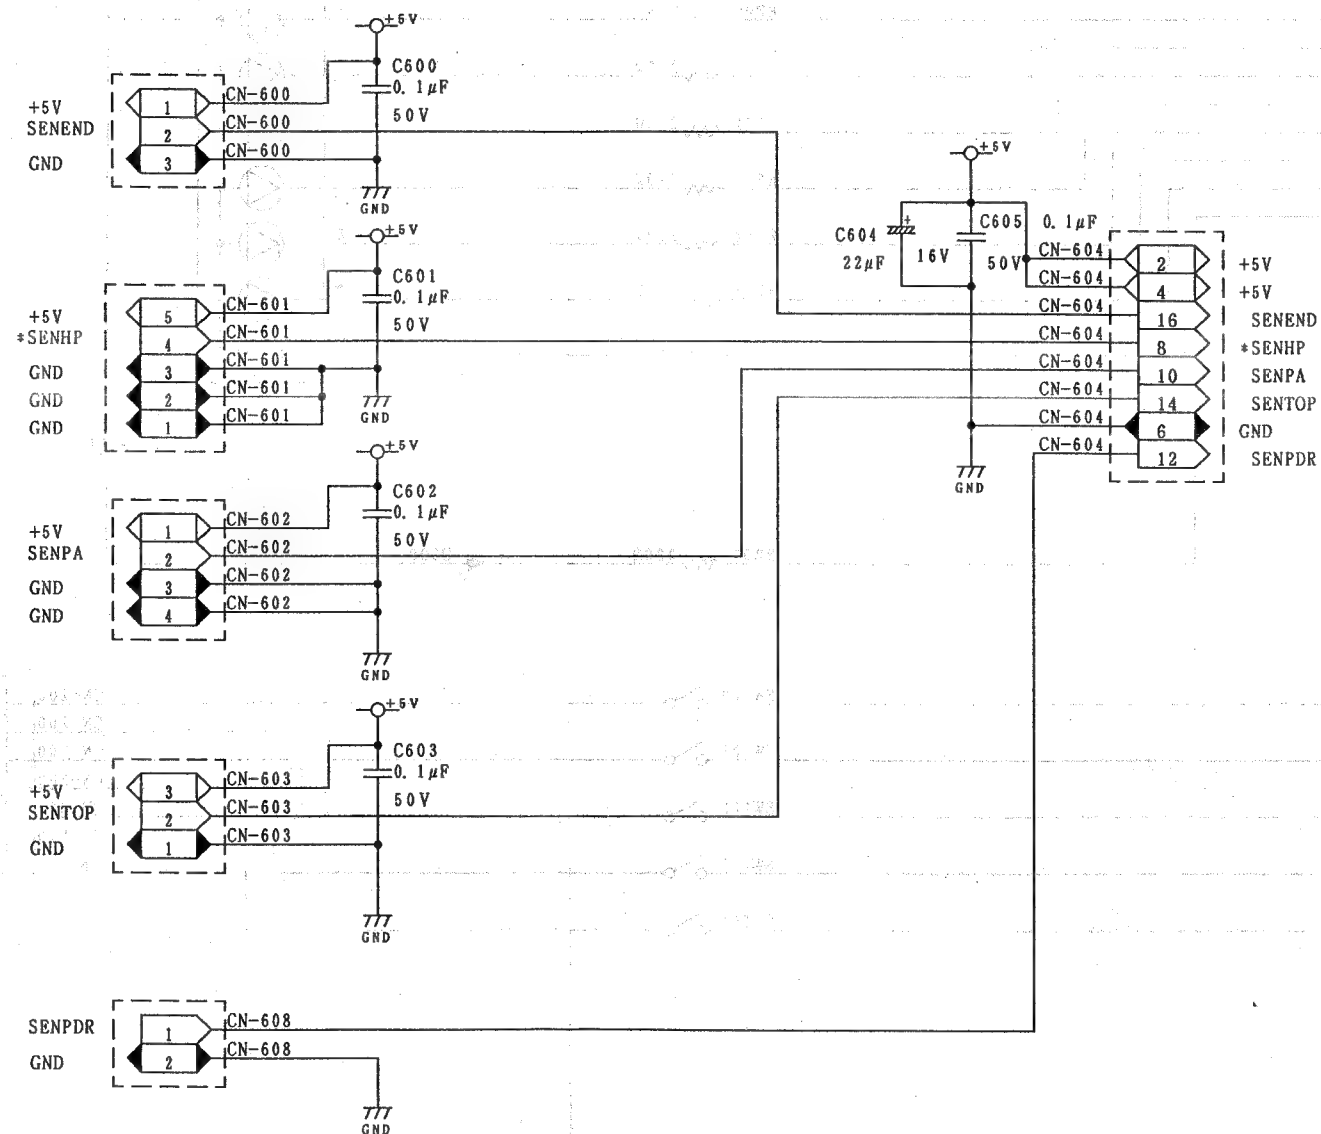 +5V
C600
0.1μF
50V
+5V
SENEND
GND
1
2
3
CN-600
CN-600
CN-600
GND
+5V
C601
0.1μF
50V
+5V
*SENHP
GND
GND
GND
5
4
3
2
1
CN-601
CN-601
CN-601
CN-601
CN-601
GND
+5V
C602
0.1μF
50V
+5V
SENPA
GND
GND
1
2
3
4
CN-602
CN-602
CN-602
CN-602
GND
+5V
C603
0.1μF
50V
+5V
SENTOP
GND
3
2
1
CN-603
CN-603
CN-603
GND
SENPDR
GND
1
2
CN-608
CN-608
GND
+5V
C604
22μF
16V
C605
0.1μF
50V
CN-604 2 +5V
CN-604 4 +5V
CN-604 16 SENEND
CN-604 8 *SENHP
CN-604 10 SENPA
CN-604 14 SENTOP
CN-604 6 GND
CN-604 12 SENPDR
GND